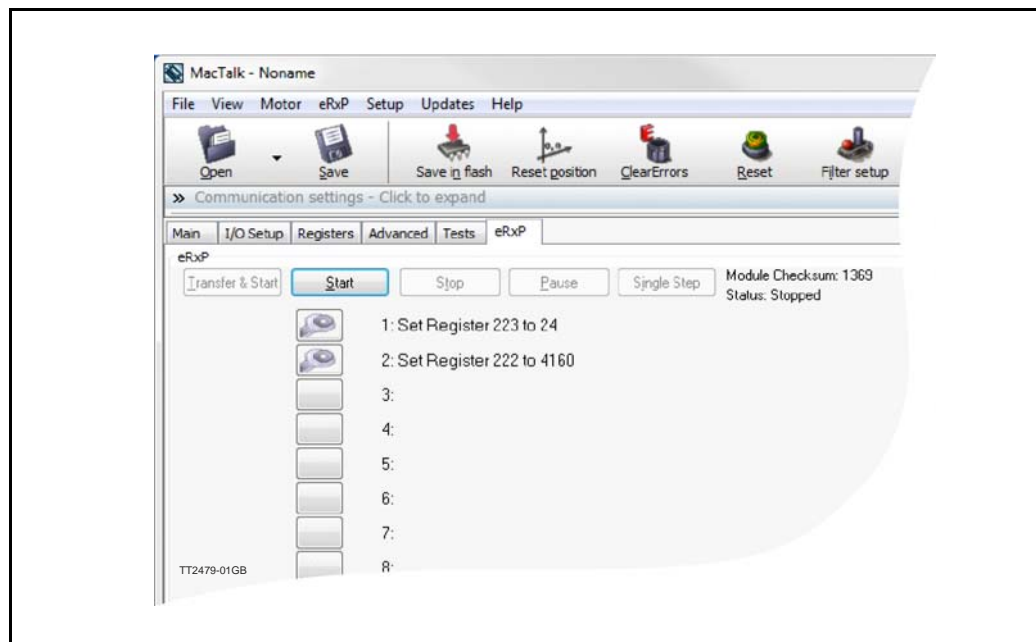 MacTalk - Noname
File View Motor eRxP Setup Updates Help
Open Save Save in flash Reset position ClearErrors Reset Filter setup
» Communication settings - Click to expand
Main I/O Setup Registers Advanced Tests eRxP
eRxP
Transfer & Start Start Stop Pause Single Step Module Checksum: 1369
Status: Stopped
1: Set Register 223 to 24
2: Set Register 222 to 4160
3:
4:
5:
6:
7:
8:
TT2479-01GB